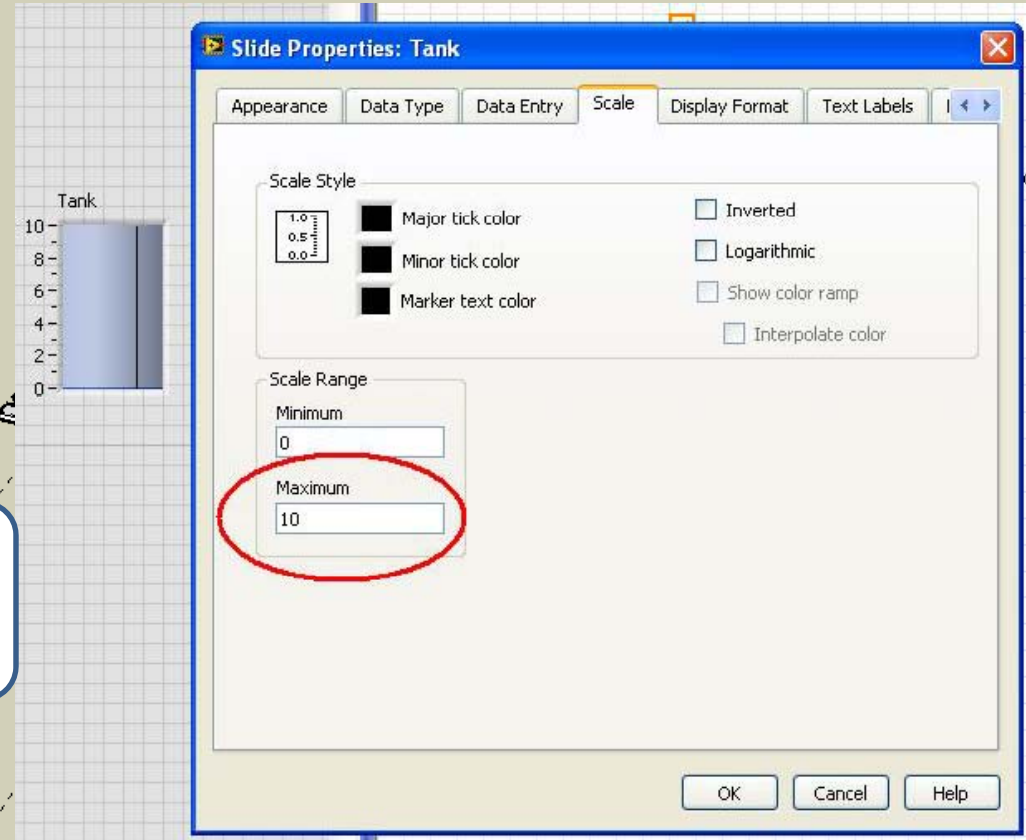 Slide Properties: Tank
Appearance Data Type Data Entry Scale Display Format Text Labels
Tank
10
8
6
4
2
0
Scale Style
1.0
0.5
0.0
Major tick color
Minor tick color
Marker text color
Inverted
Logarithmic
Show color ramp
Interpolate color
Scale Range
Minimum
0
Maximum
10
OK Cancel Help